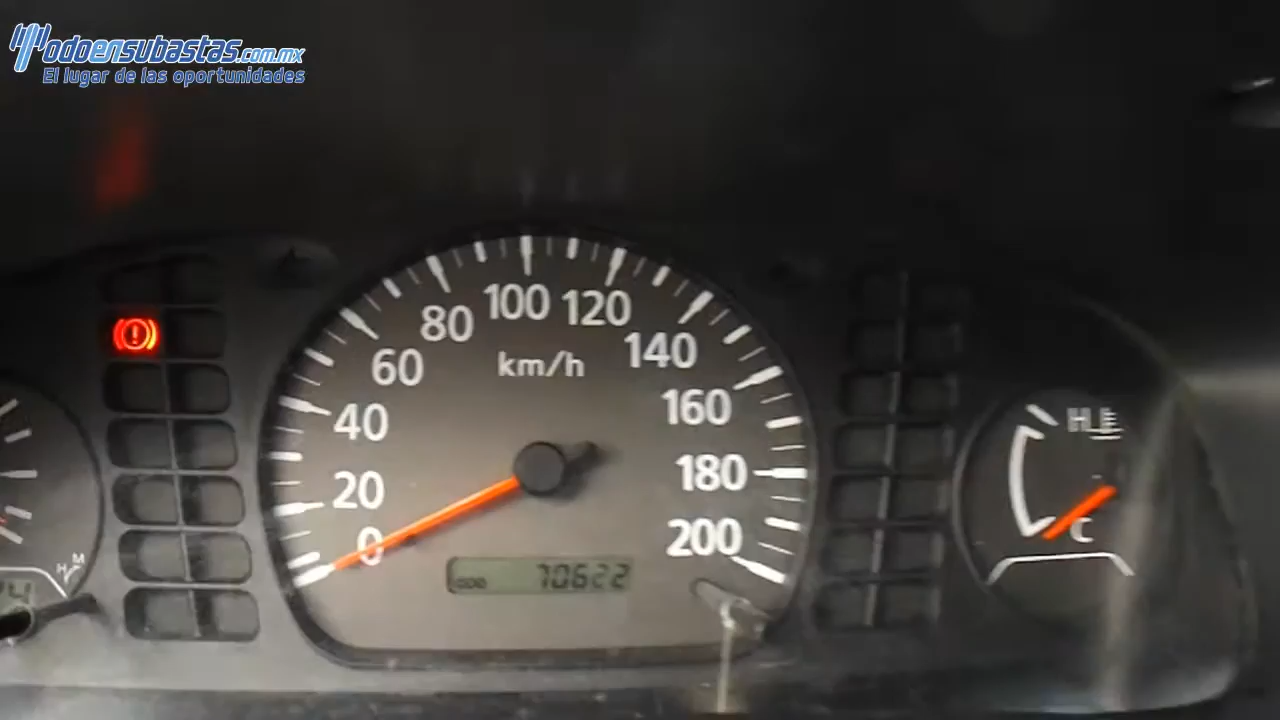 Todoensubastas.com.mx
El lugar de las oportunidades
100
120
80
140
60
km/h
160
40
180
20
200
0
ODO 70622
H
C
H M